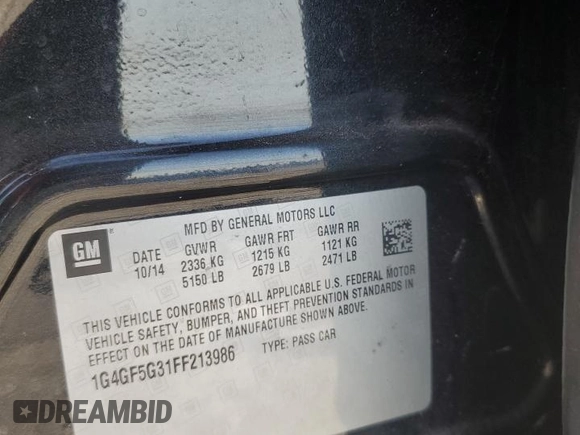 GM
MFD BY GENERAL MOTORS LLC
DATE GVWR GAWR FRT GAWR RR
10/14 2336 KG 1215 KG 1121 KG
5150 LB 2679 LB 2471 LB
THIS VEHICLE CONFORMS TO ALL APPLICABLE U.S. FEDERAL MOTOR
VEHICLE SAFETY, BUMPER, AND THEFT PREVENTION STANDARDS IN
EFFECT ON THE DATE OF MANUFACTURE SHOWN ABOVE.
1G4GF5G31FF213986 TYPE: PASS CAR
DREAMBID